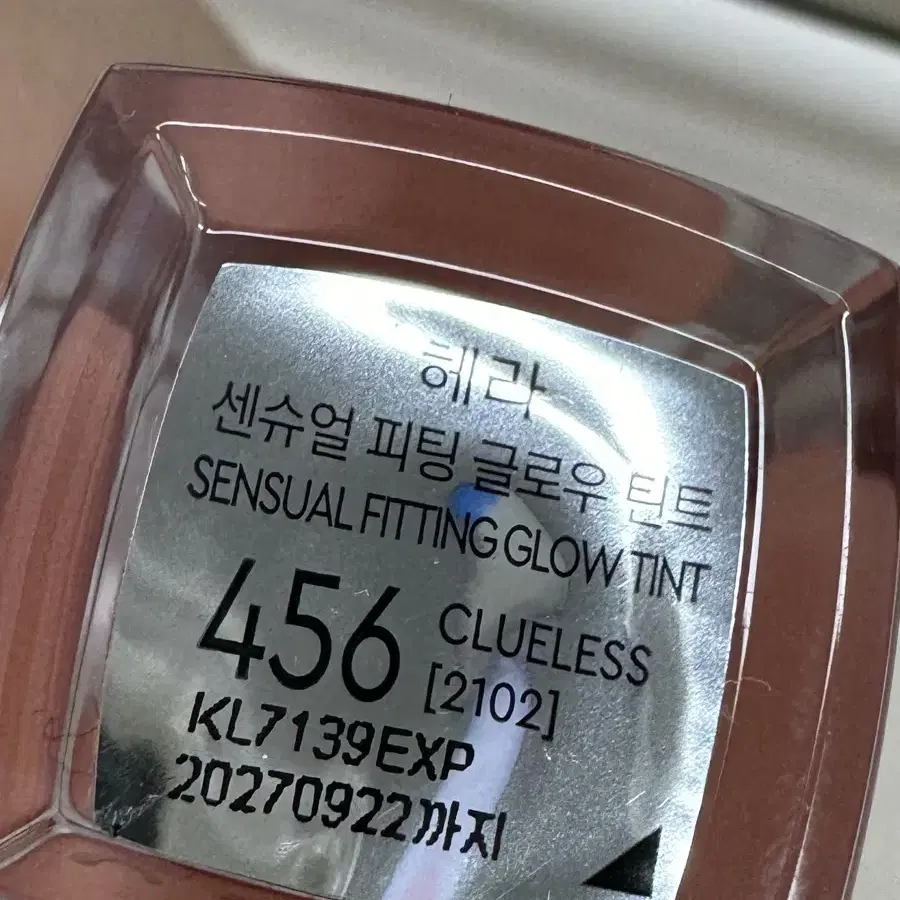 헤라
센슈얼 피팅 글로우 틴트
SENSUAL FITTING GLOW TINT
456 CLUELESS
[2102]
KL7139EXP
20270922까지